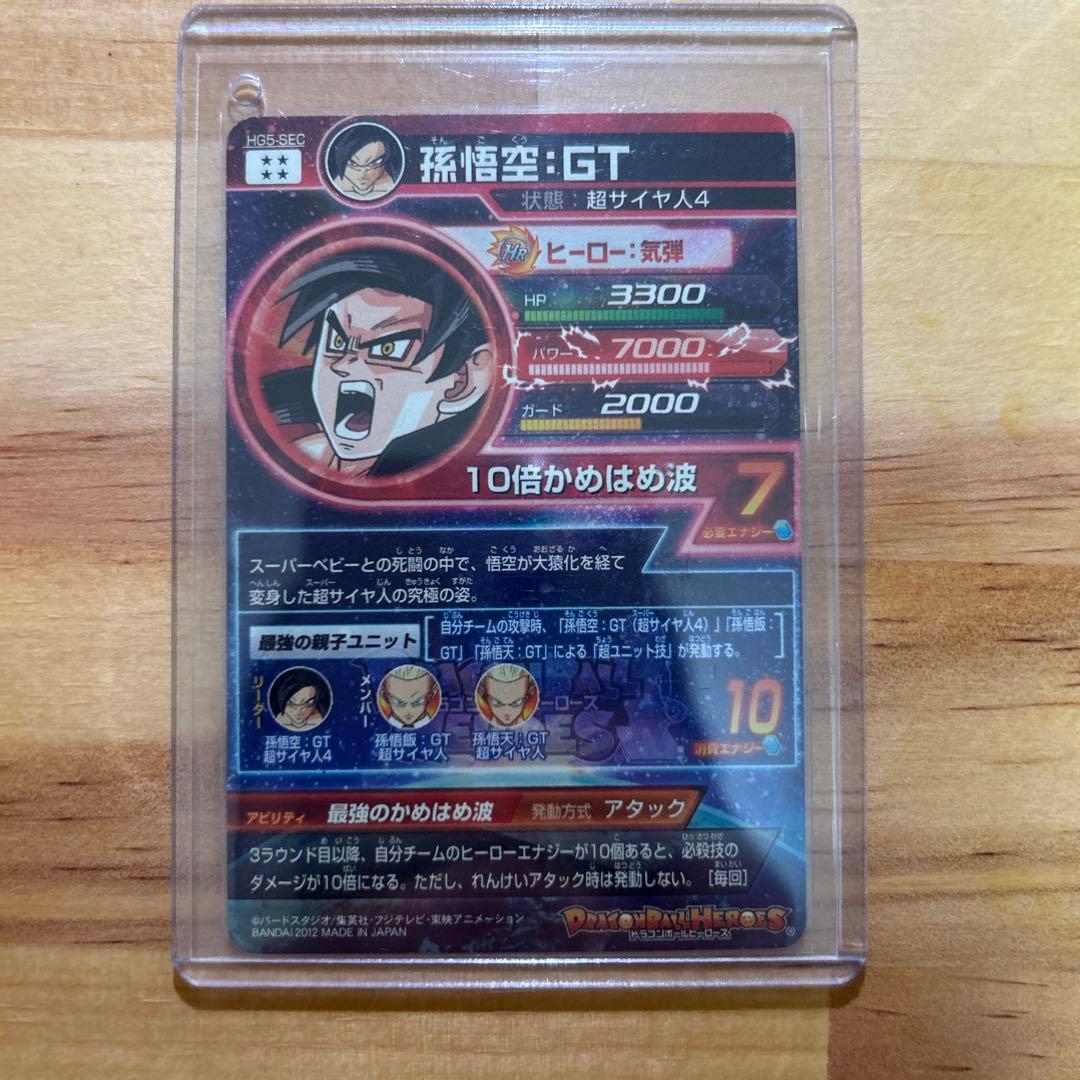 HG5-SEC
孫悟空:GT
そん ご くう
状態:超サイヤ人4
HR ヒーロー:気弾
HP 3300
パワー 7000
ガード 2000
10倍かめはめ波
7
必要エナジー
スーパーベビーとの死闘の中で、悟空が大猿化を経て
変身した超サイヤ人の究極の姿。
最強の親子ユニット
自分チームの攻撃時、「孫悟空:GT(超サイヤ人4)」「孫悟飯:
GT」「孫悟天:GT」による「超ユニット技」が発動する。
リーダー
孫悟空:GT
超サイヤ人4
メンバー
孫悟飯:GT
超サイヤ人
孫悟天:GT
超サイヤ人
10
消費エナジー
アビリティ 最強のかめはめ波 発動方式 アタック
3ラウンド目以降、自分チームのヒーローエナジーが10個あると、必殺技の
ダメージが10倍になる。ただし、れんけいアタック時は発動しない。[毎回]
©バードスタジオ/集英社・フジテレビ・東映アニメーション
BANDAI 2012 MADE IN JAPAN
DRAGONBALL HEROES
ドラゴンボールヒーローズ